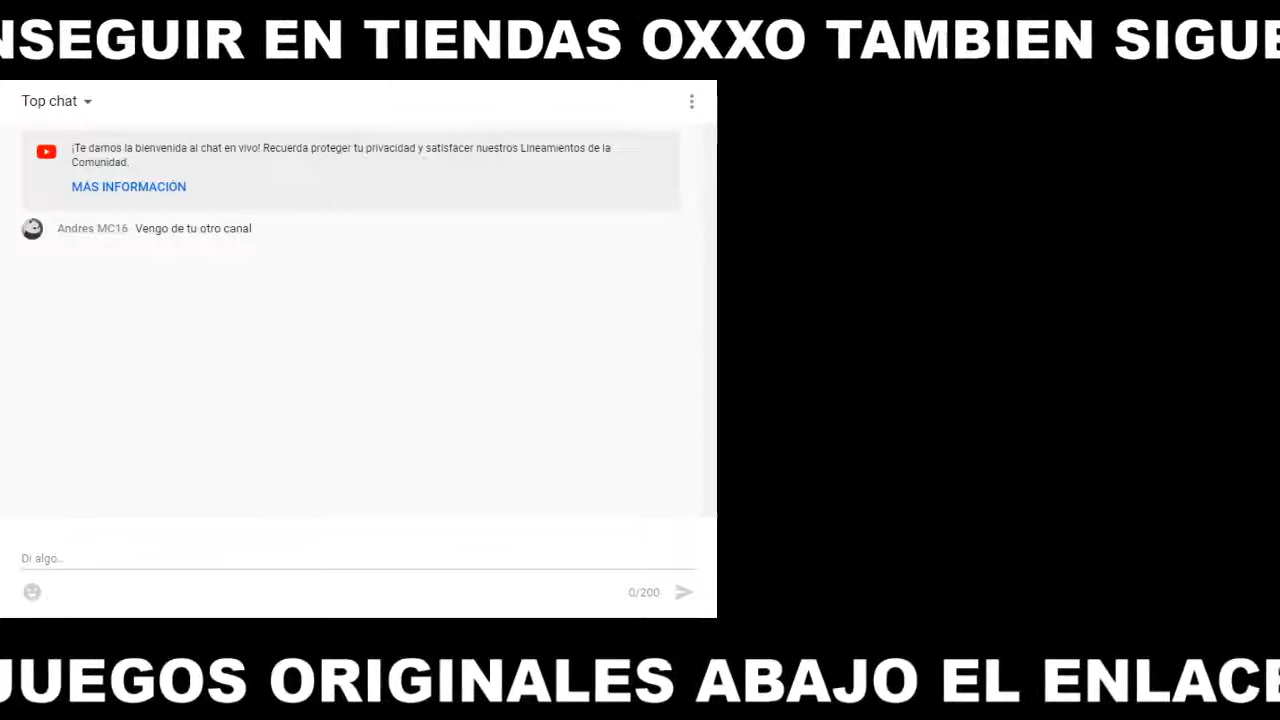 NSEGUIR EN TIENDAS OXXO TAMBIEN SIGUE
Top chat
¡Te damos la bienvenida al chat en vivo! Recuerda proteger tu privacidad y satisfacer nuestros Lineamientos de la
Comunidad.
MÁS INFORMACIÓN
Andres MC16 Vengo de tu otro canal
Di algo...
0/200
JUEGOS ORIGINALES ABAJO EL ENLACE